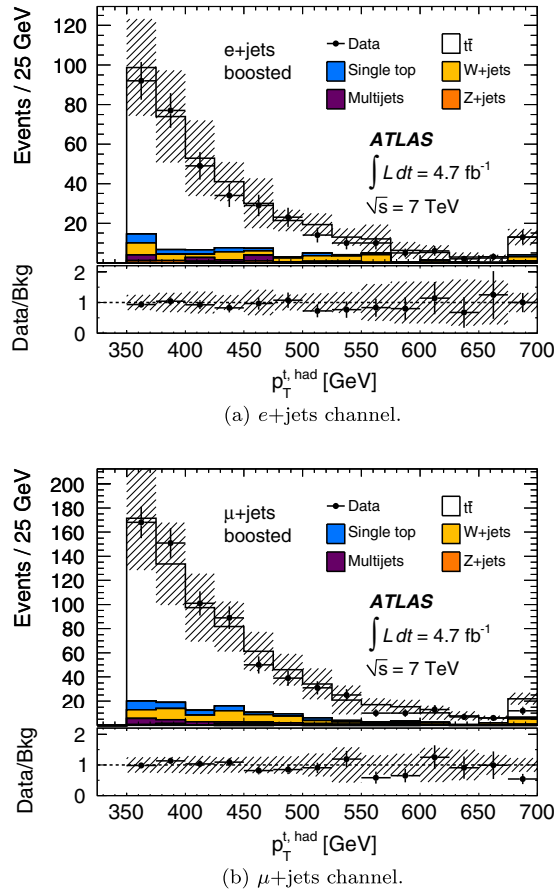 Events / 25 GeV
120
100
80
60
40
20
e+jets
boosted
Data
tt̄
Single top
W+jets
Multijets
Z+jets
ATLAS
∫ L dt = 4.7 fb⁻¹
√s = 7 TeV
Data/Bkg
2
1
0
350 400 450 500 550 600 650 700
p_T^{t, had} [GeV]
(a) e+jets channel.
Events / 25 GeV
200
180
160
140
120
100
80
60
40
20
μ+jets
boosted
Data
tt̄
Single top
W+jets
Multijets
Z+jets
ATLAS
∫ L dt = 4.7 fb⁻¹
√s = 7 TeV
Data/Bkg
2
1
0
350 400 450 500 550 600 650 700
p_T^{t, had} [GeV]
(b) μ+jets channel.